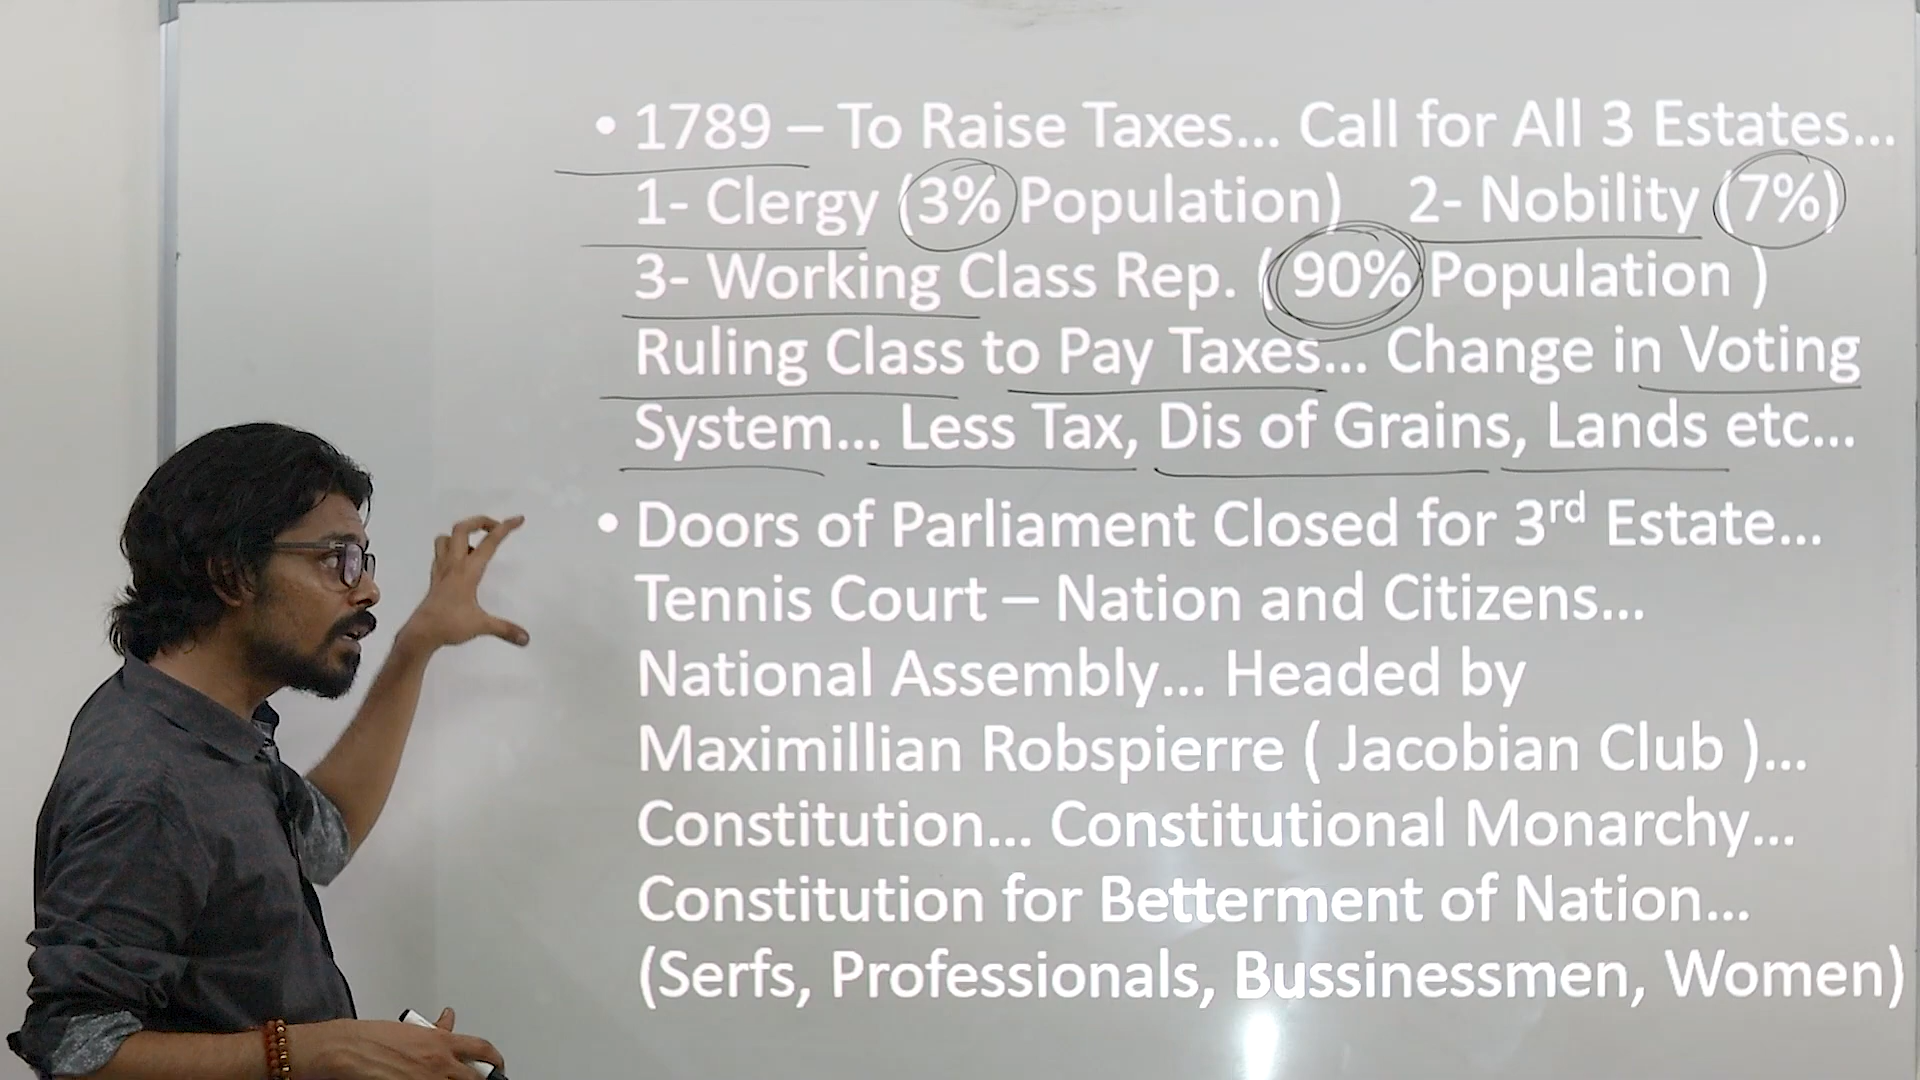 • 1789 – To Raise Taxes... Call for All 3 Estates...
1- Clergy (3% Population) 2- Nobility (7%)
3- Working Class Rep. ( 90% Population )
Ruling Class to Pay Taxes... Change in Voting
System... Less Tax, Dis of Grains, Lands etc...
• Doors of Parliament Closed for 3rd Estate...
Tennis Court – Nation and Citizens...
National Assembly... Headed by
Maximillian Robspierre ( Jacobian Club )...
Constitution... Constitutional Monarchy...
Constitution for Betterment of Nation...
(Serfs, Professionals, Bussinessmen, Women)